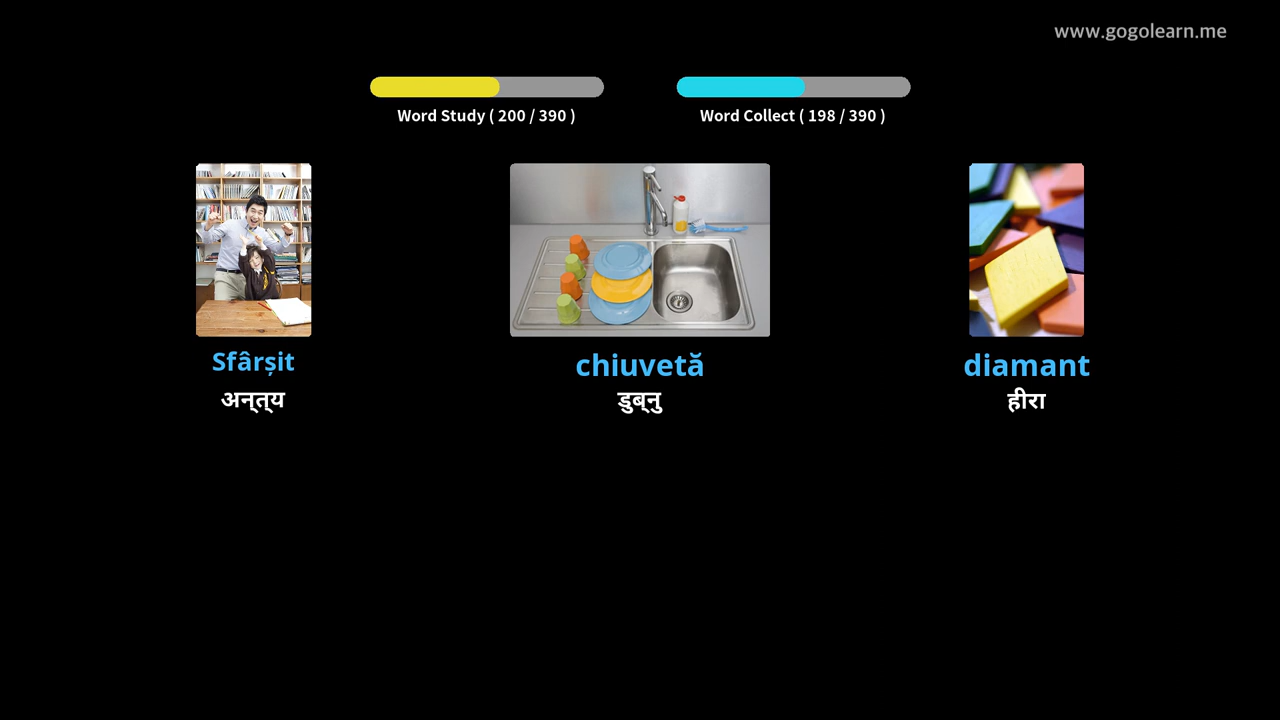 www.gogolearn.me
Word Study ( 200 / 390 )
Word Collect ( 198 / 390 )
Sfârșit
chiuvetă
diamant
अन्त्य
डुब्नु
हीरा